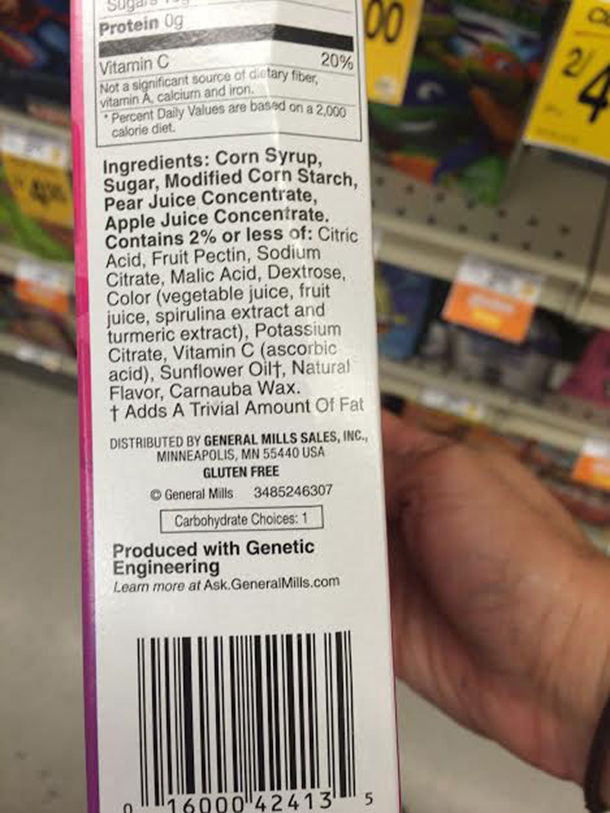 Sugars
Protein 0g
Vitamin C 20%
Not a significant source of dietary fiber,
vitamin A, calcium and iron.
* Percent Daily Values are based on a 2,000
calorie diet.
Ingredients: Corn Syrup,
Sugar, Modified Corn Starch,
Pear Juice Concentrate,
Apple Juice Concentrate.
Contains 2% or less of: Citric
Acid, Fruit Pectin, Sodium
Citrate, Malic Acid, Dextrose,
Color (vegetable juice, fruit
juice, spirulina extract and
turmeric extract), Potassium
Citrate, Vitamin C (ascorbic
acid), Sunflower Oil†, Natural
Flavor, Carnauba Wax.
† Adds A Trivial Amount Of Fat
DISTRIBUTED BY GENERAL MILLS SALES, INC.,
MINNEAPOLIS, MN 55440 USA
GLUTEN FREE
© General Mills 3485246307
Carbohydrate Choices: 1
Produced with Genetic
Engineering
Learn more at Ask.GeneralMills.com
0 16000 42413 5
00
2/4